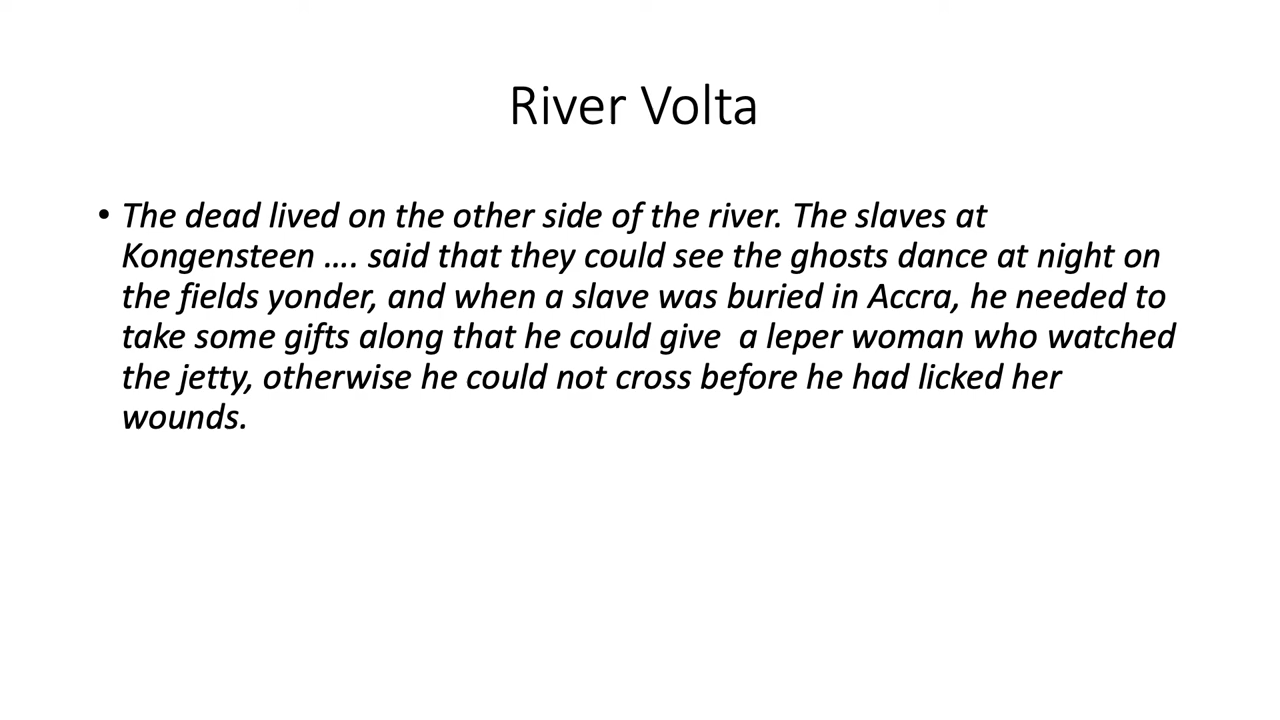 River Volta
• The dead lived on the other side of the river. The slaves at
Kongensteen …. said that they could see the ghosts dance at night on
the fields yonder, and when a slave was buried in Accra, he needed to
take some gifts along that he could give  a leper woman who watched
the jetty, otherwise he could not cross before he had licked her
wounds.